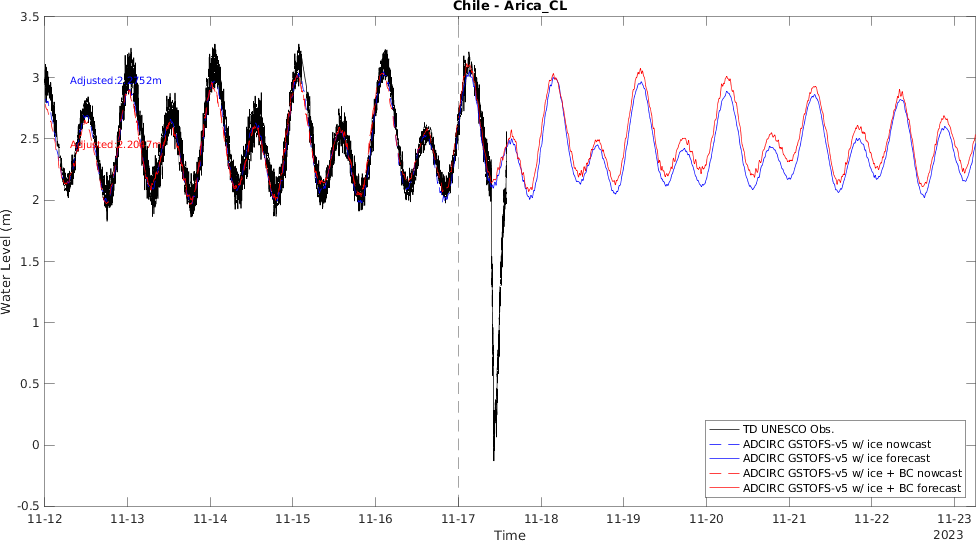 Chile - Arica_CL
3.5
3
2.5
2
1.5
1
0.5
0
-0.5
Water Level (m)
11-12
11-13
11-14
11-15
11-16
11-17
11-18
11-19
11-20
11-21
11-22
11-23
2023
Time
TD UNESCO Obs.
ADCIRC GSTOFS-v5 w/ ice nowcast
ADCIRC GSTOFS-v5 w/ ice forecast
ADCIRC GSTOFS-v5 w/ ice + BC nowcast
ADCIRC GSTOFS-v5 w/ ice + BC forecast